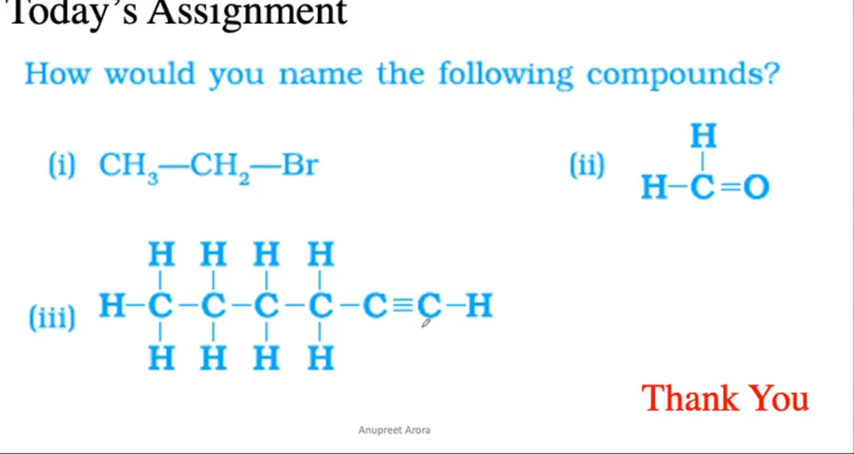 Today's Assignment
How would you name the following compounds?
(i) CH₃—CH₂—Br
(ii)
H
|
H-C=O
(iii)
H H H H
| | | |
H-C-C-C-C-C≡C-H
| | | |
H H H H
Thank You
Anupreet Arora